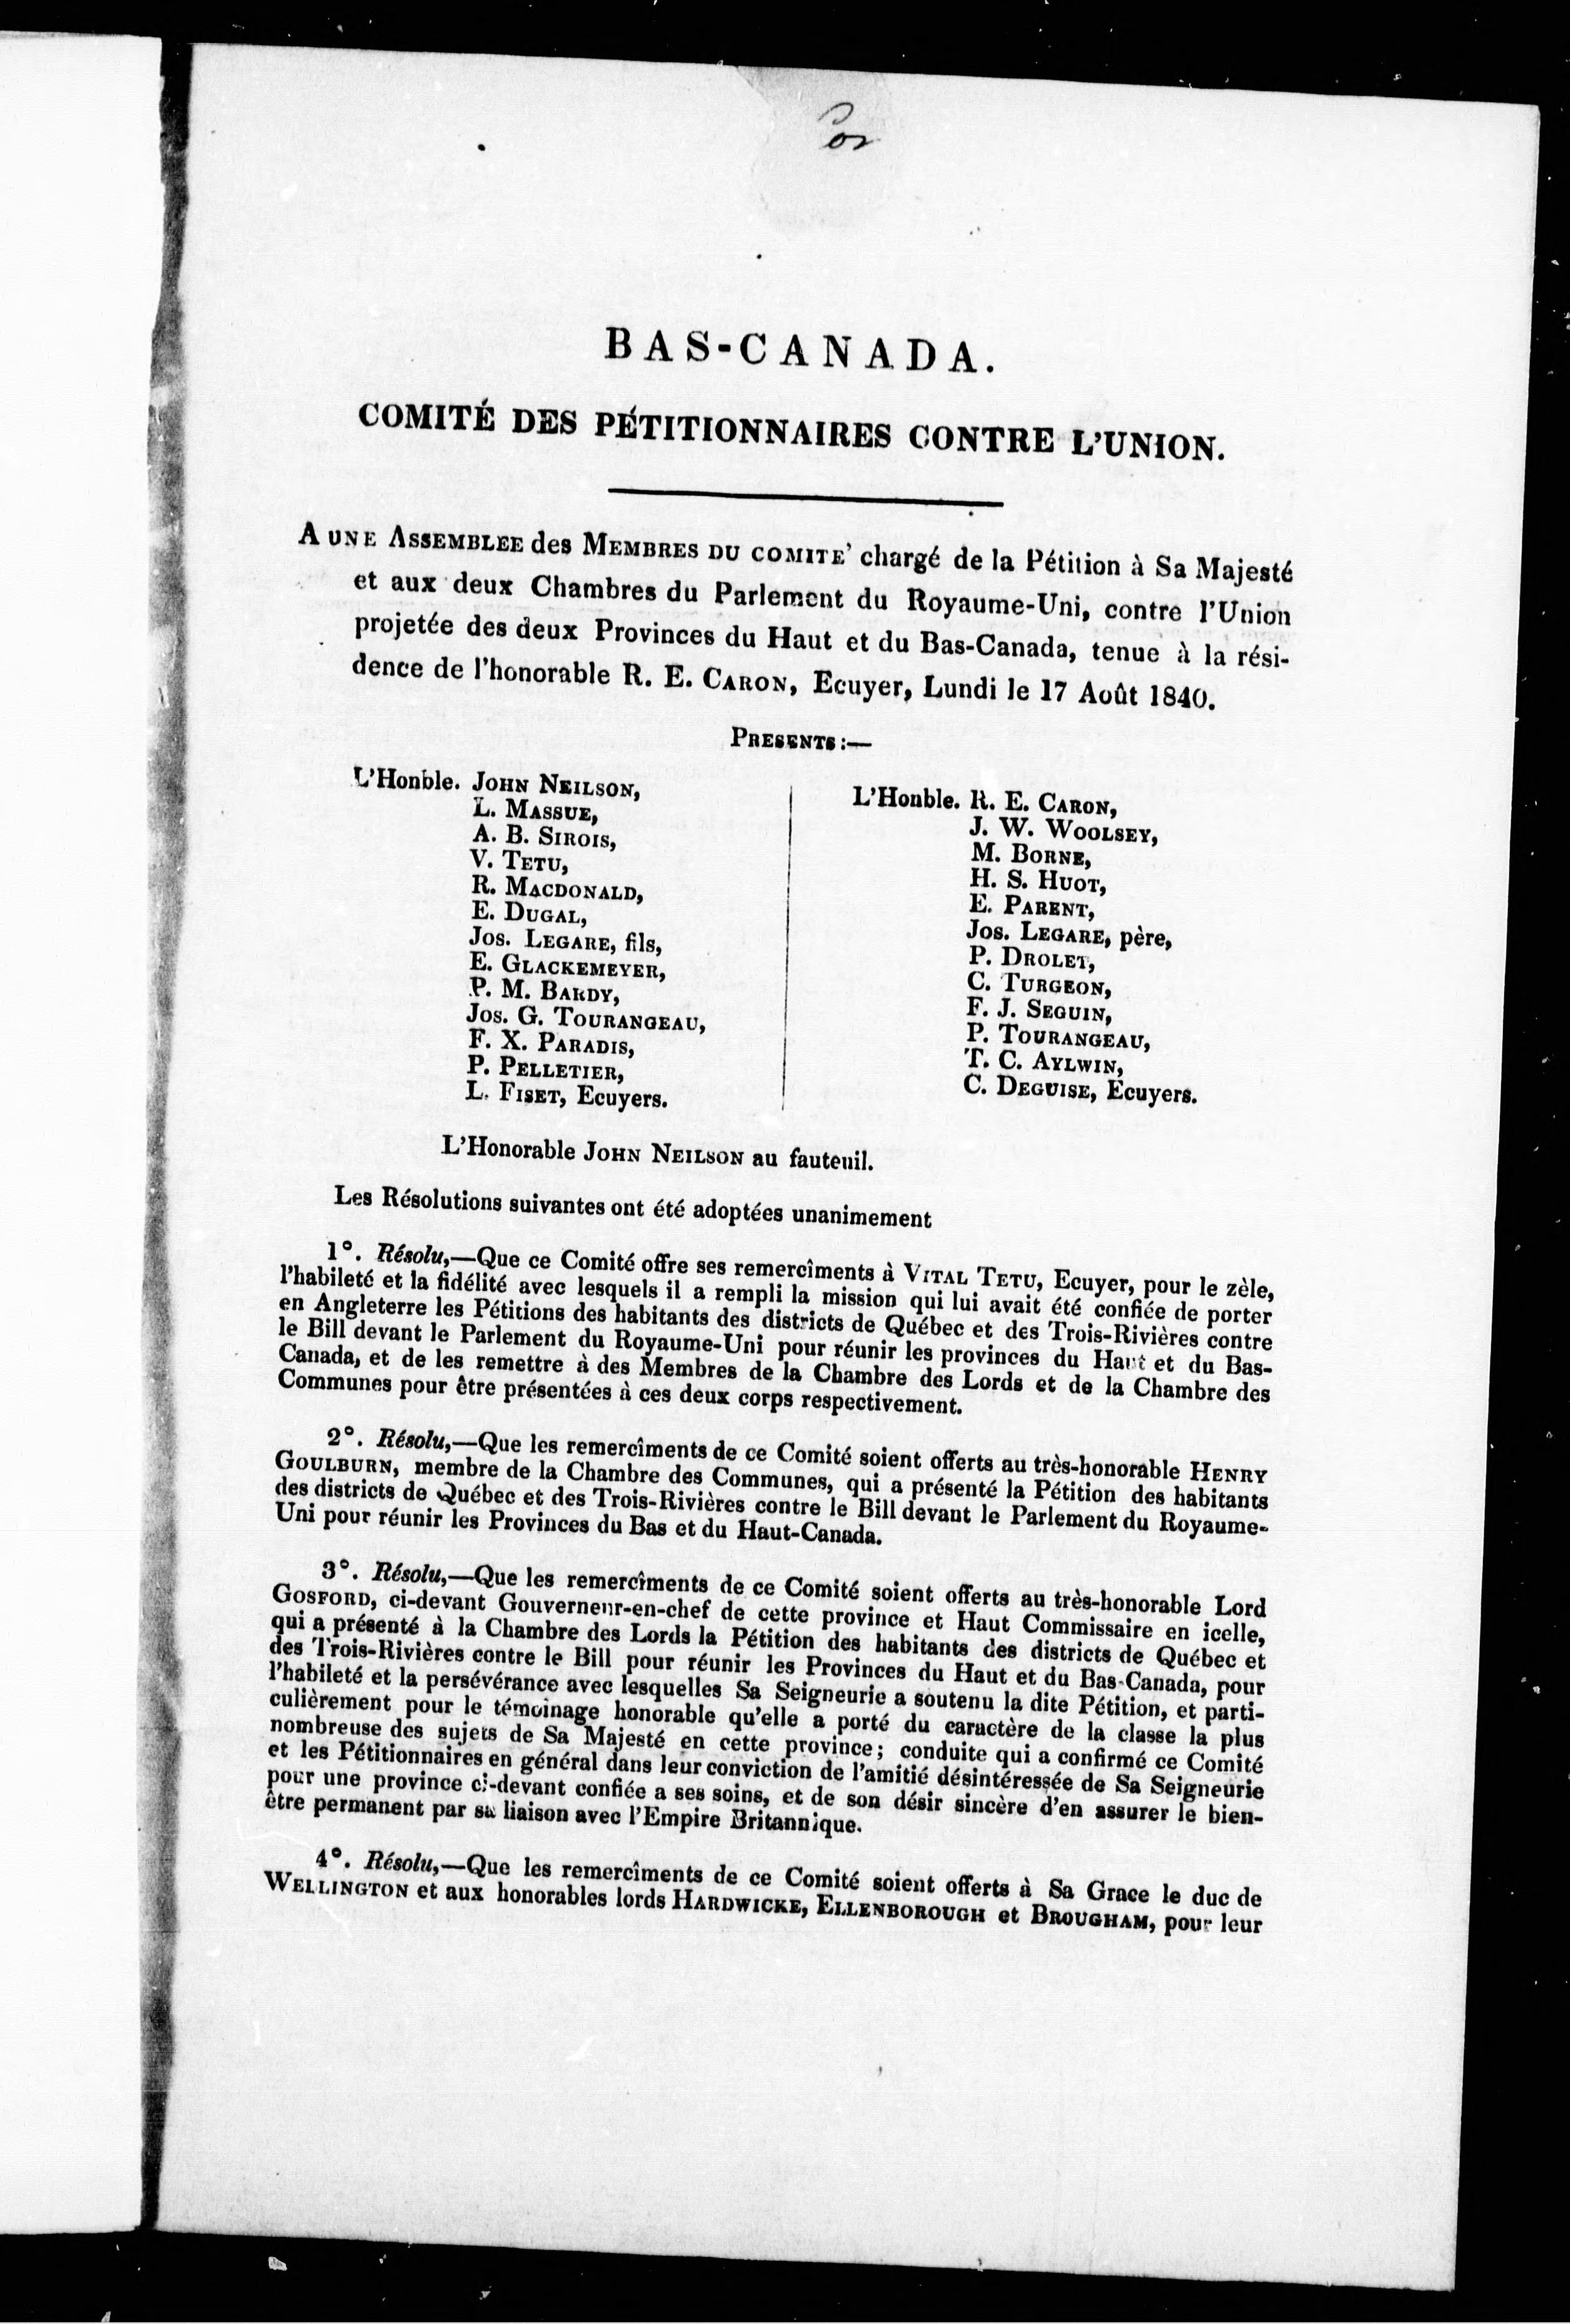 BAS-CANADA.
COMITÉ DES PÉTITIONNAIRES CONTRE L'UNION.
A UNE ASSEMBLEE des MEMBRES DU COMITE' chargé de la Pétition à Sa Majesté
et aux deux Chambres du Parlement du Royaume-Uni, contre l'Union
projetée des deux Provinces du Haut et du Bas-Canada, tenue à la rési-
dence de l'honorable R. E. CARON, Ecuyer, Lundi le 17 Août 1840.
PRESENTS:—
L'Honble. JOHN NEILSON,
L. MASSUE,
A. B. SIROIS,
V. TETU,
R. MACDONALD,
E. DUGAL,
JOS. LEGARE, fils,
E. GLACKEMEYER,
P. M. BARDY,
JOS. G. TOURANGEAU,
F. X. PARADIS,
P. PELLETIER,
L. FISET, Ecuyers.
L'Honble. R. E. CARON,
J. W. WOOLSEY,
M. BORNE,
H. S. HUOT,
E. PARENT,
JOS. LEGARE, père,
P. DROLET,
C. TURGEON,
F. J. SEGUIN,
P. TOURANGEAU,
T. C. AYLWIN,
C. DEGUISE, Ecuyers.
L'Honorable JOHN NEILSON au fauteuil.
Les Résolutions suivantes ont été adoptées unanimement
1°. Résolu,—Que ce Comité offre ses remercîments à VITAL TETU, Ecuyer, pour le zèle,
l'habileté et la fidélité avec lesquels il a rempli la mission qui lui avait été confiée de porter
en Angleterre les Pétitions des habitants des districts de Québec et des Trois-Rivières contre
le Bill devant le Parlement du Royaume-Uni pour réunir les provinces du Haut et du Bas-
Canada, et de les remettre à des Membres de la Chambre des Lords et de la Chambre des
Communes pour être présentées à ces deux corps respectivement.
2°. Résolu,—Que les remercîments de ce Comité soient offerts au très-honorable HENRY
GOULBURN, membre de la Chambre des Communes, qui a présenté la Pétition des habitants
des districts de Québec et des Trois-Rivières contre le Bill devant le Parlement du Royaume-
Uni pour réunir les Provinces du Bas et du Haut-Canada.
3°. Résolu,—Que les remercîments de ce Comité soient offerts au très-honorable Lord
GOSFORD, ci-devant Gouverneur-en-chef de cette province et Haut Commissaire en icelle,
qui a présenté à la Chambre des Lords la Pétition des habitants des districts de Québec et
des Trois-Rivières contre le Bill pour réunir les Provinces du Haut et du Bas-Canada, pour
l'habileté et la persévérance avec lesquelles Sa Seigneurie a soutenu la dite Pétition, et parti-
culièrement pour le témoinage honorable qu'elle a porté du caractère de la classe la plus
nombreuse des sujets de Sa Majesté en cette province; conduite qui a confirmé ce Comité
et les Pétitionnaires en général dans leur conviction de l'amitié désintéressée de Sa Seigneurie
pour une province ci-devant confiée a ses soins, et de son désir sincère d'en assurer le bien-
être permanent par sa liaison avec l'Empire Britannique.
4°. Résolu,—Que les remercîments de ce Comité soient offerts à Sa Grace le duc de
WELLINGTON et aux honorables lords HARDWICKE, ELLENBOROUGH et BROUGHAM, pour leur